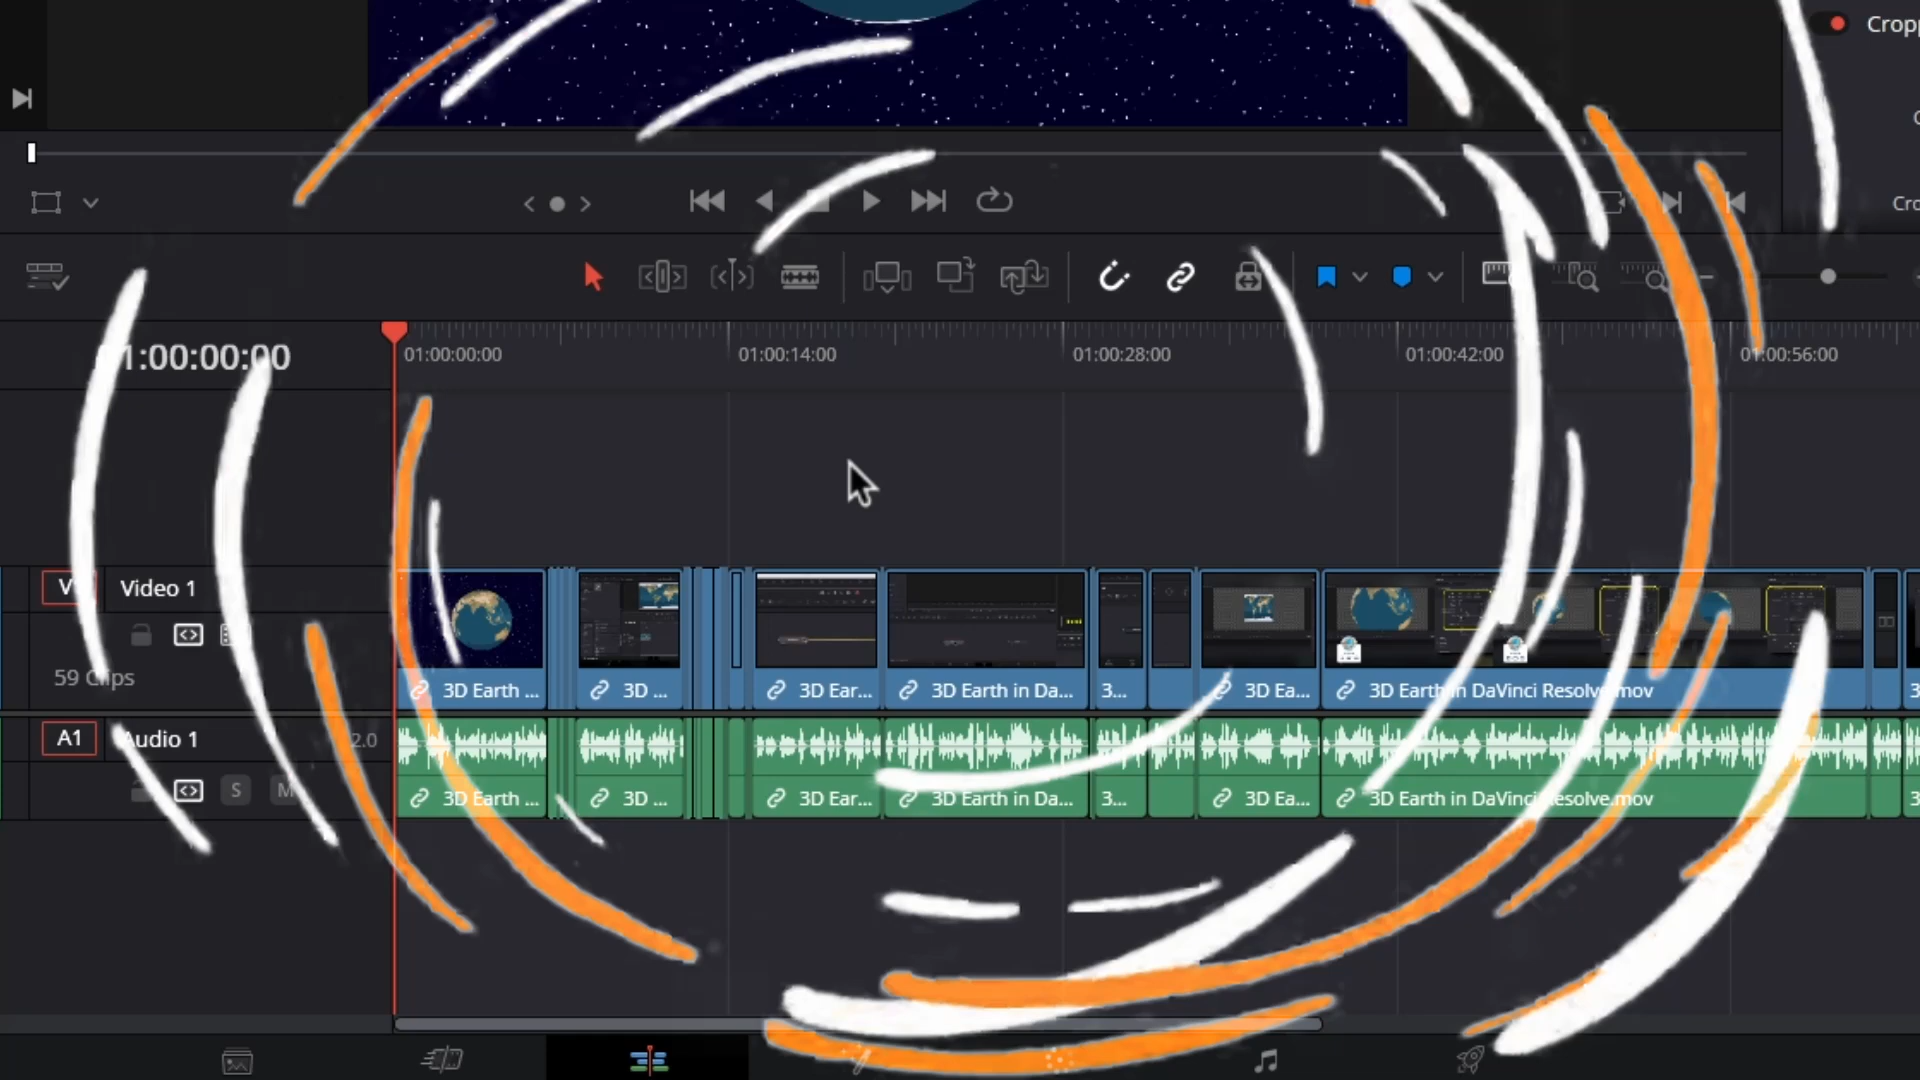 Cropp
Cro
1:00:00:00
01:00:00:00
01:00:14:00
01:00:28:00
01:00:42:00
01:00:56:00
Video 1
59 Clips
3D Earth ...
3D ...
3D Ear...
3D Earth in Da...
3...
3D Ea...
3D Earth in DaVinci Resolve.mov
A1
Audio 1
2.0
S
M
3D Earth ...
3D ...
3D Ear...
3D Earth in Da...
3...
3D Ea...
3D Earth in DaVinci Resolve.mov